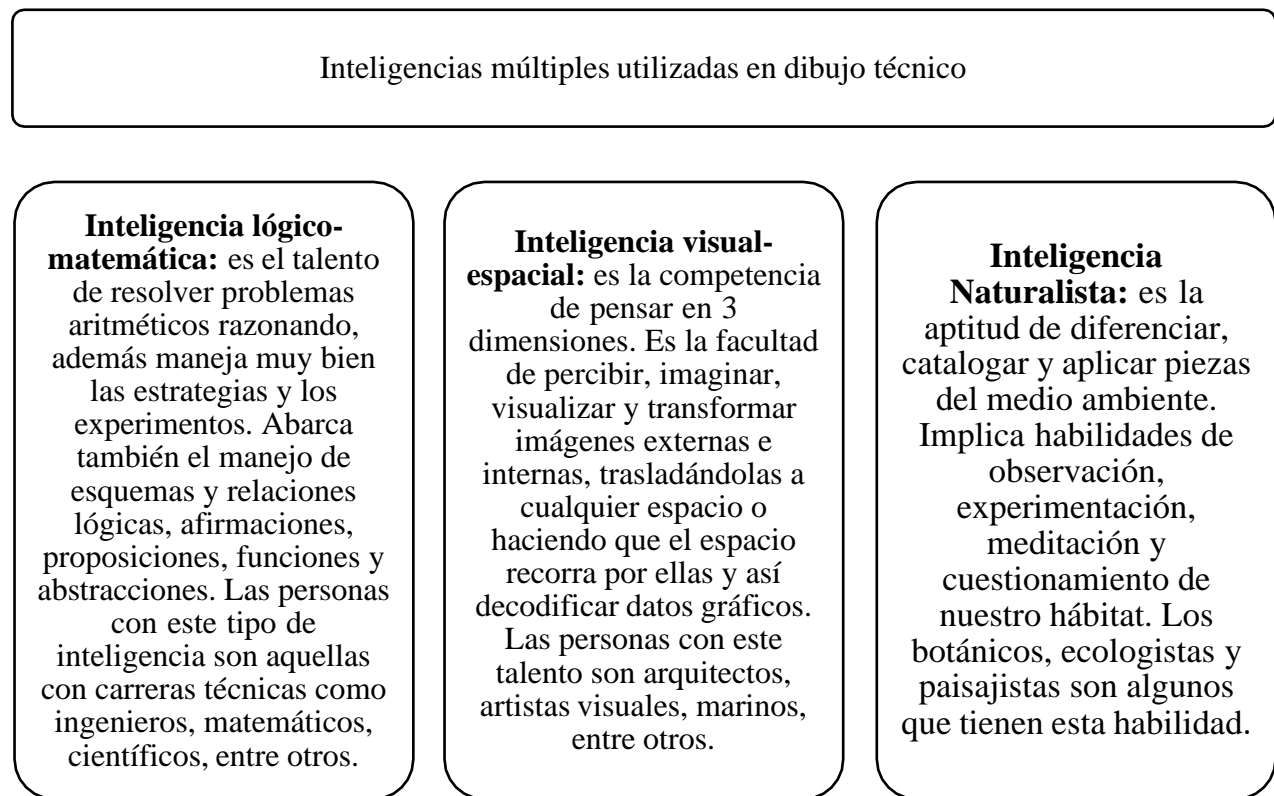 Inteligencias múltiples utilizadas en dibujo técnico
Inteligencia lógico-
matemática: es el talento
de resolver problemas
aritméticos razonando,
además maneja muy bien
las estrategias y los
experimentos. Abarca
también el manejo de
esquemas y relaciones
lógicas, afirmaciones,
proposiciones, funciones y
abstracciones. Las personas
con este tipo de
inteligencia son aquellas
con carreras técnicas como
ingenieros, matemáticos,
científicos, entre otros.
Inteligencia visual-
espacial: es la competencia
de pensar en 3
dimensiones. Es la facultad
de percibir, imaginar,
visualizar y transformar
imágenes externas e
internas, trasladándolas a
cualquier espacio o
haciendo que el espacio
recorra por ellas y así
decodificar datos gráficos.
Las personas con este
talento son arquitectos,
artistas visuales, marinos,
entre otros.
Inteligencia
Naturalista: es la
aptitud de diferenciar,
catalogar y aplicar piezas
del medio ambiente.
Implica habilidades de
observación,
experimentación,
meditación y
cuestionamiento de
nuestro hábitat. Los
botánicos, ecologistas y
paisajistas son algunos
que tienen esta habilidad.